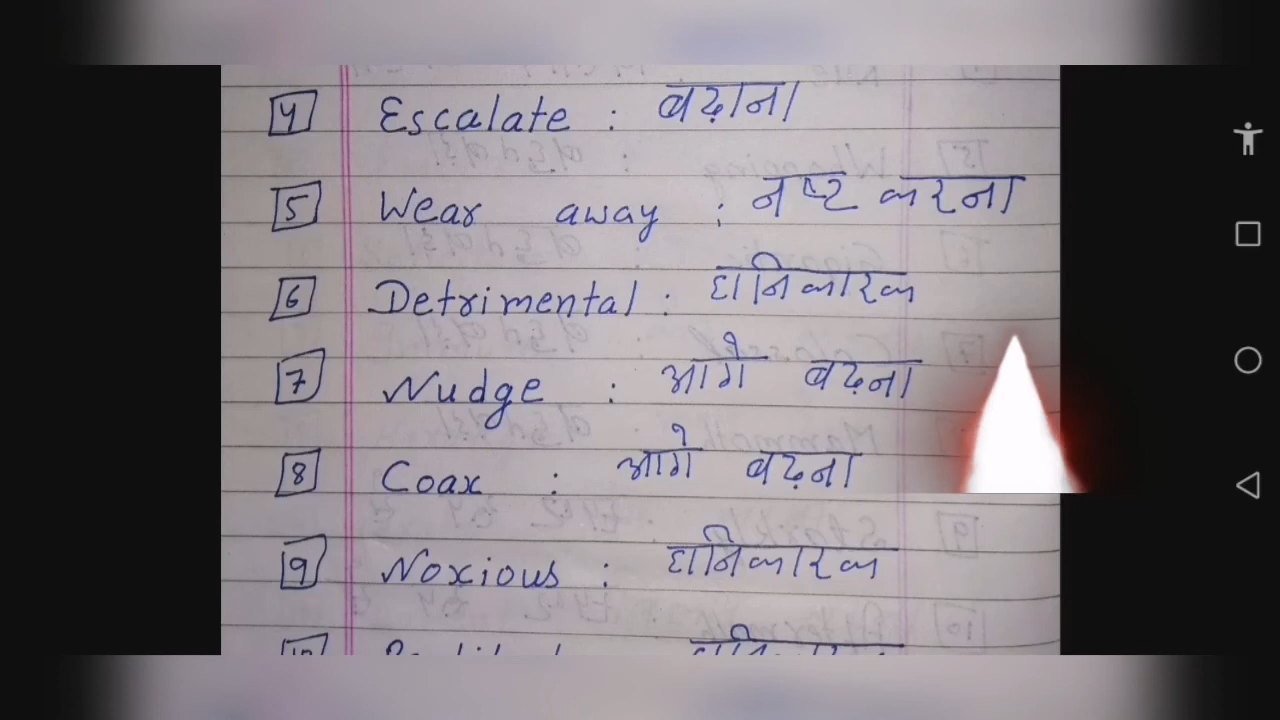 4 Escalate : बढ़ाना
5 Wear away : नष्ट करना
6 Detrimental : हानिकारक
7 Nudge : आगे बढ़ना
8 Coax : आगे बढ़ना
9 Noxious : हानिकारक